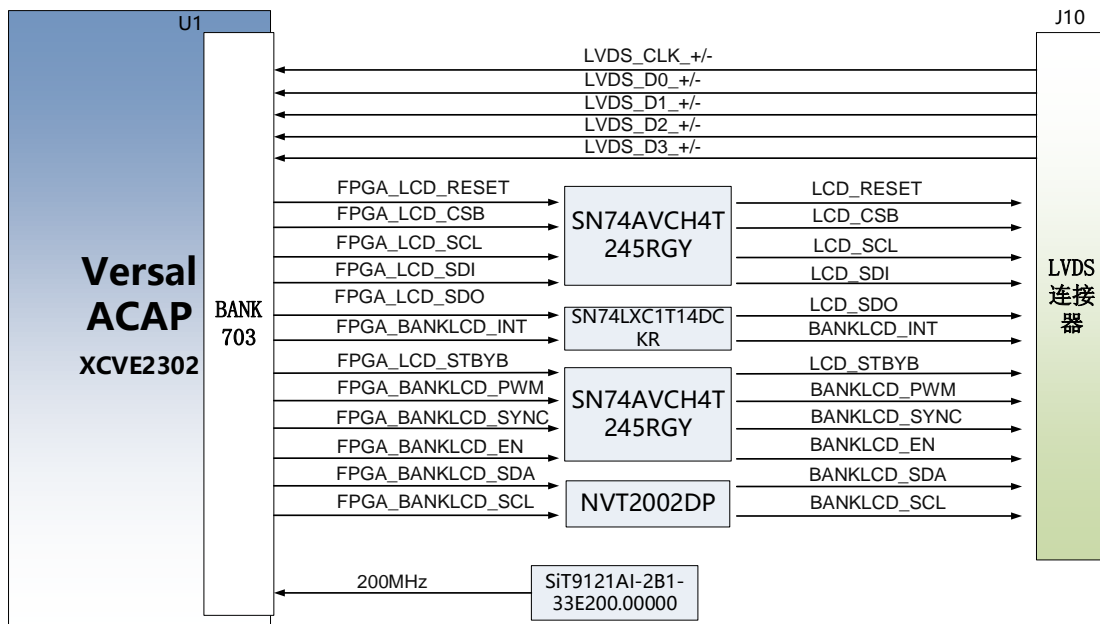 U1
J10
LVDS_CLK_+/-
LVDS_D0_+/-
LVDS_D1_+/-
LVDS_D2_+/-
LVDS_D3_+/-
FPGA_LCD_RESET
LCD_RESET
FPGA_LCD_CSB
LCD_CSB
FPGA_LCD_SCL
LCD_SCL
FPGA_LCD_SDI
LCD_SDI
SN74AVCH4T
245RGY
Versal
ACAP
XCVE2302
BANK
703
LVDS
连接
器
FPGA_LCD_SDO
LCD_SDO
FPGA_BANKLCD_INT
BANKLCD_INT
SN74LXC1T14DC
KR
FPGA_LCD_STBYB
LCD_STBYB
FPGA_BANKLCD_PWM
BANKLCD_PWM
FPGA_BANKLCD_SYNC
BANKLCD_SYNC
FPGA_BANKLCD_EN
BANKLCD_EN
SN74AVCH4T
245RGY
FPGA_BANKLCD_SDA
BANKLCD_SDA
FPGA_BANKLCD_SCL
BANKLCD_SCL
NVT2002DP
200MHz
SiT9121AI-2B1-
33E200.00000